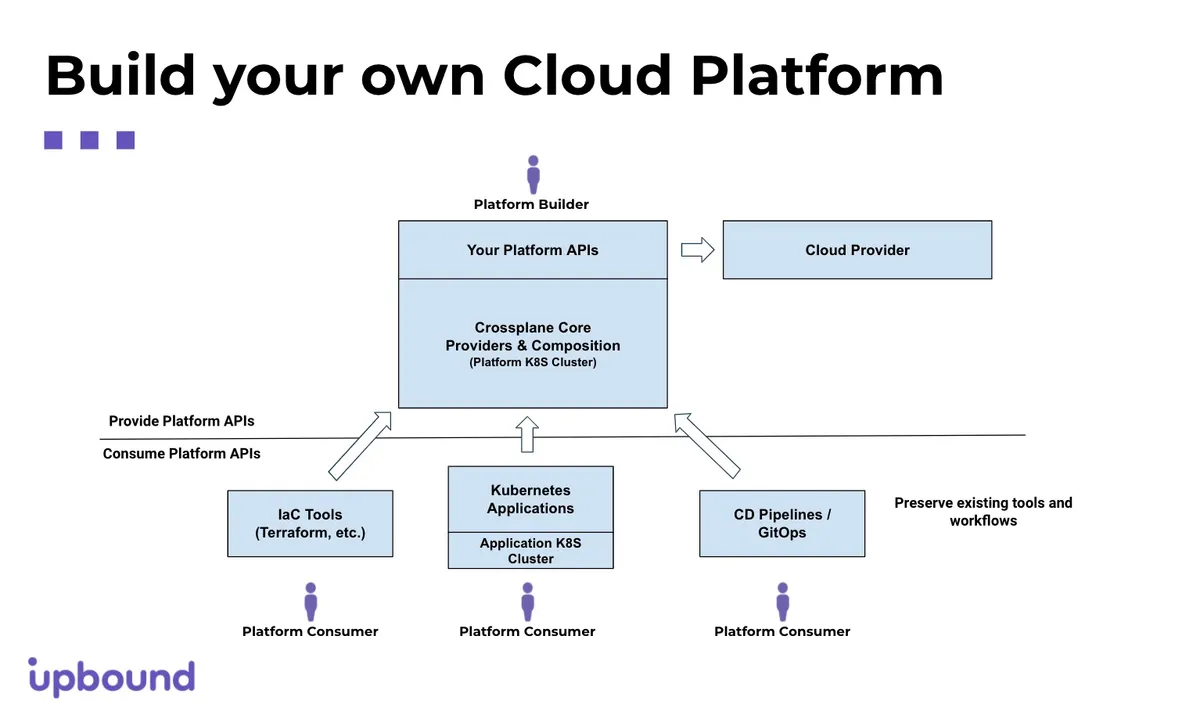 Build your own Cloud Platform
Platform Builder
Your Platform APIs
Cloud Provider
Crossplane Core
Providers & Composition
(Platform K8S Cluster)
Provide Platform APIs
Consume Platform APIs
IaC Tools
(Terraform, etc.)
Kubernetes
Applications
Application K8S
Cluster
CD Pipelines /
GitOps
Preserve existing tools and
workflows
Platform Consumer
Platform Consumer
Platform Consumer
upbound